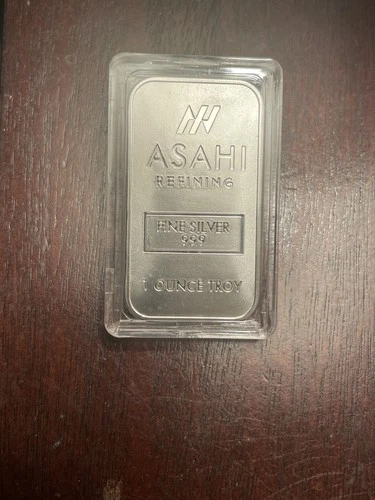 ASAHI
REFINING
FINE SILVER
999
1 OUNCE TROY